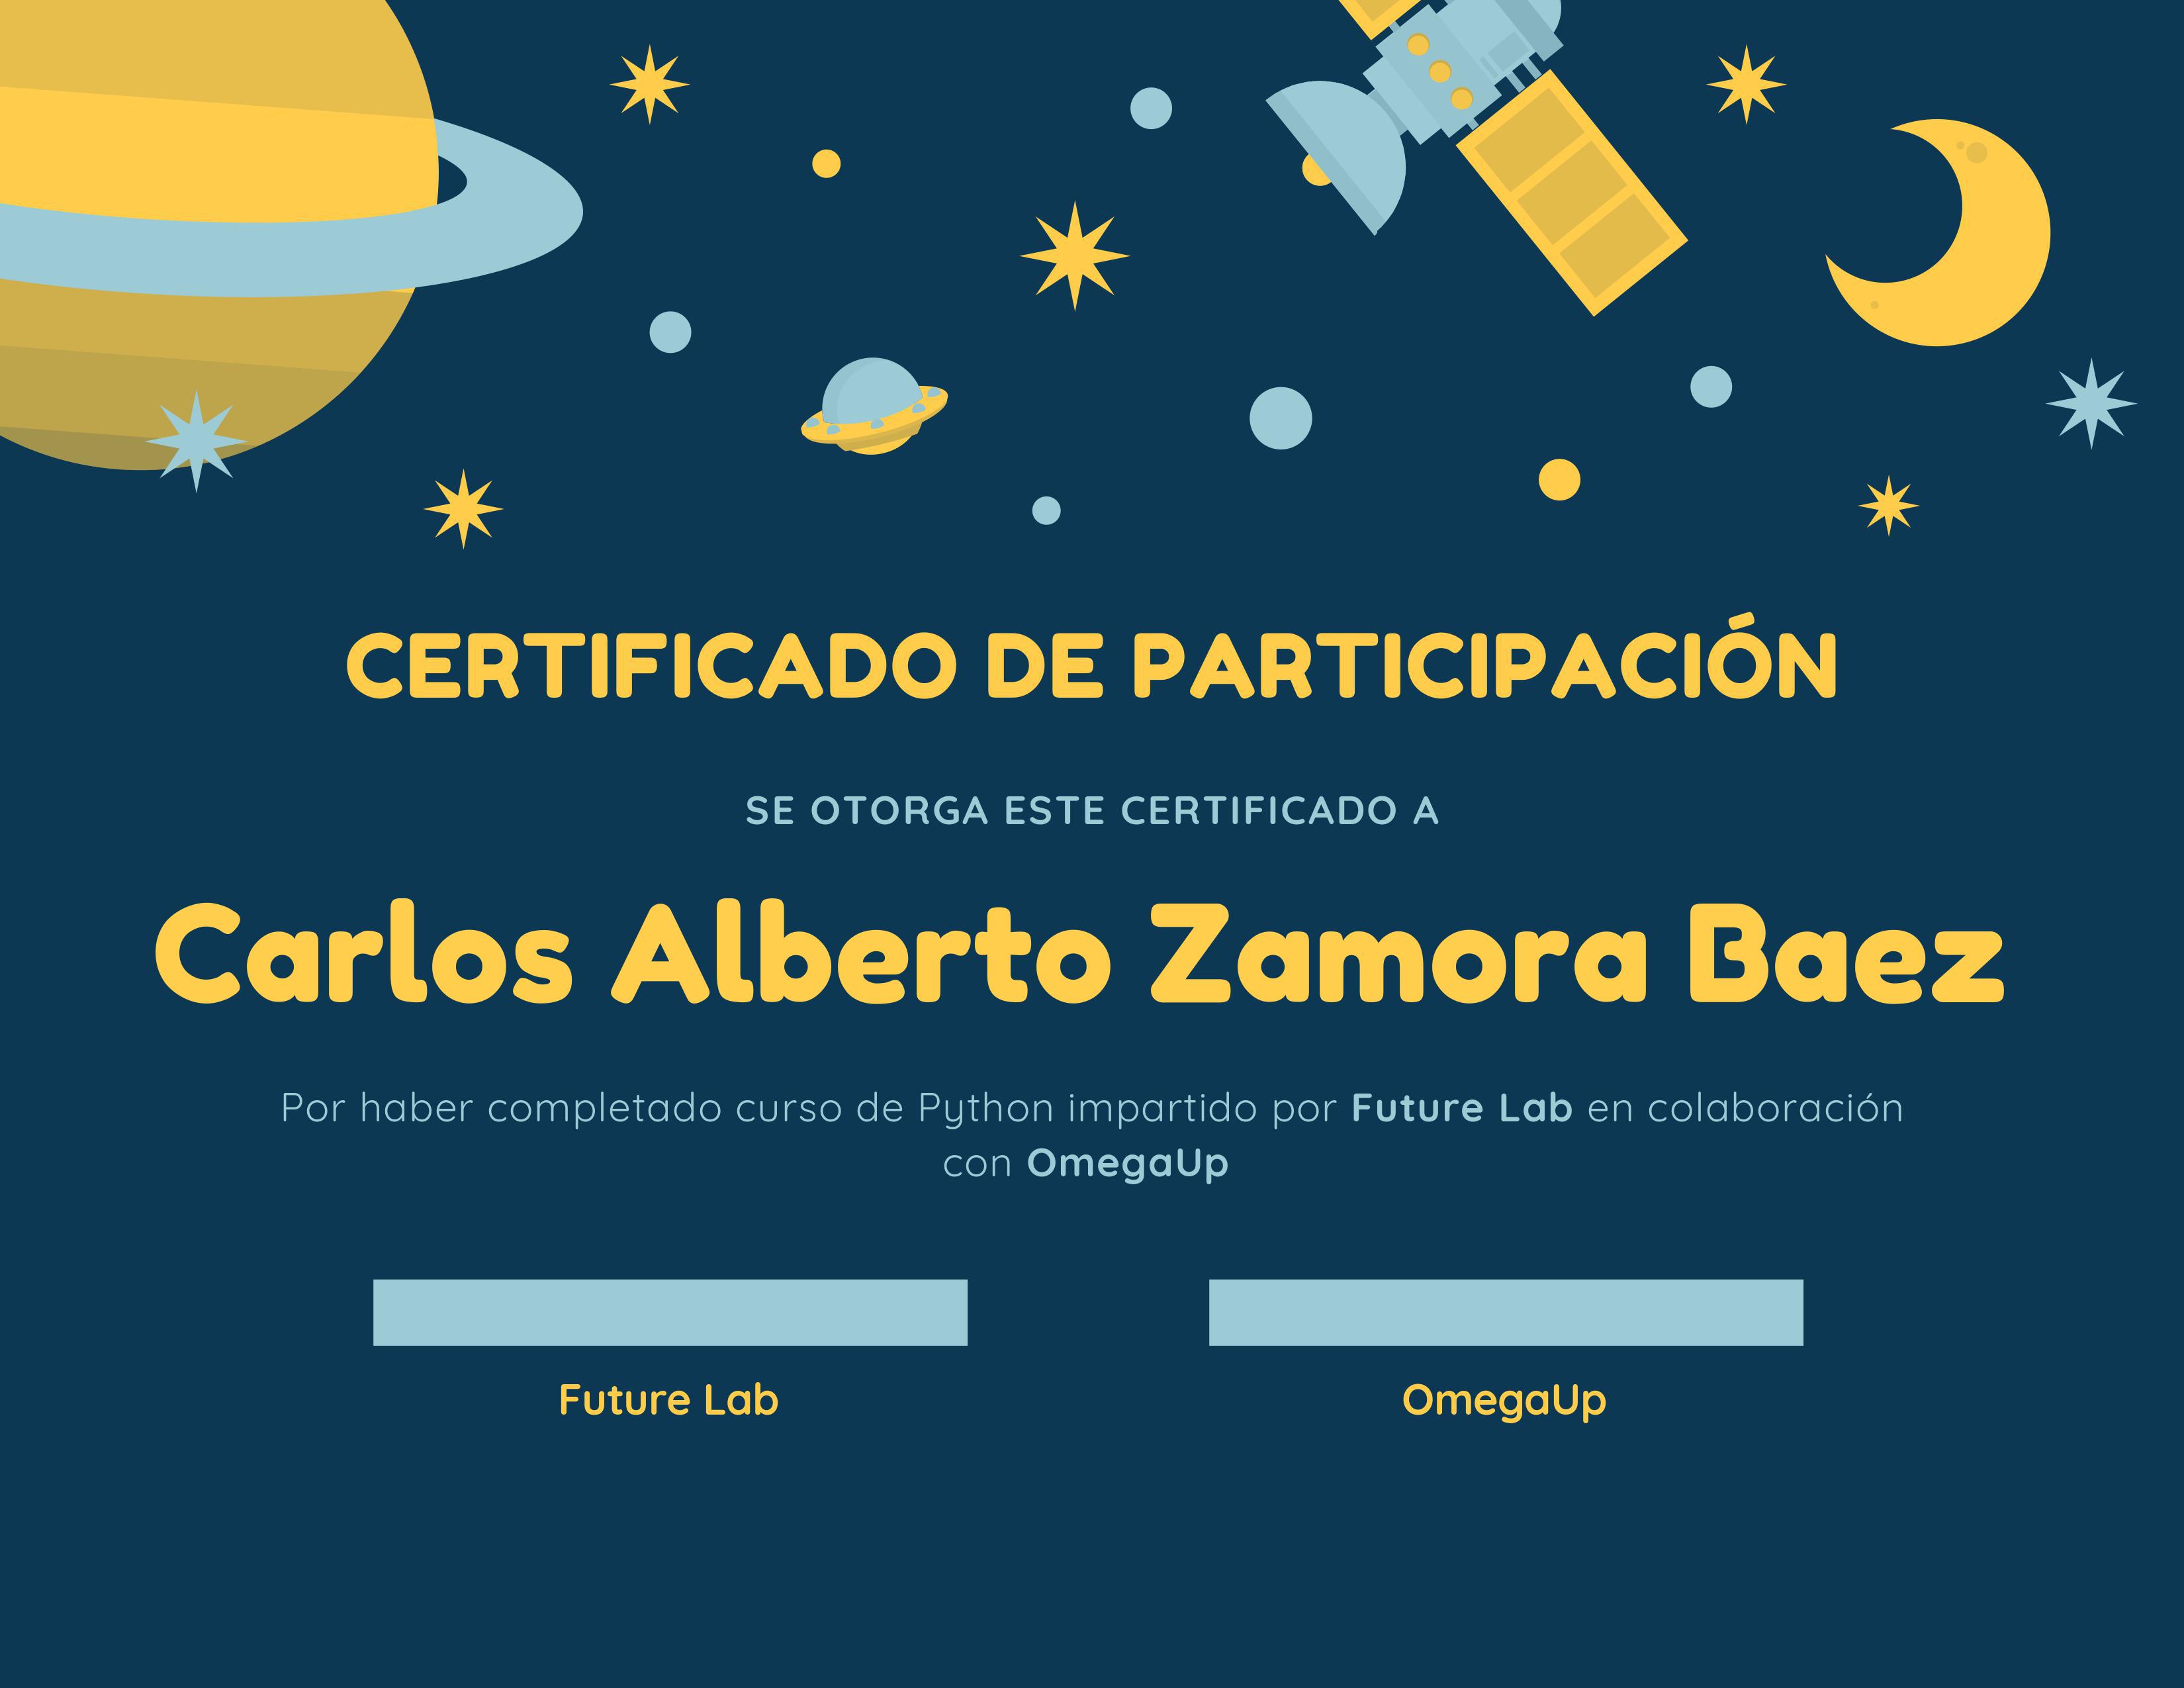 CERTIFICADO DE PARTICIPACIÓN
SE OTORGA ESTE CERTIFICADO A
Carlos Alberto Zamora Baez
Por haber completado curso de Python impartido por Future Lab en colaboración
con OmegaUp
Future Lab
OmegaUp